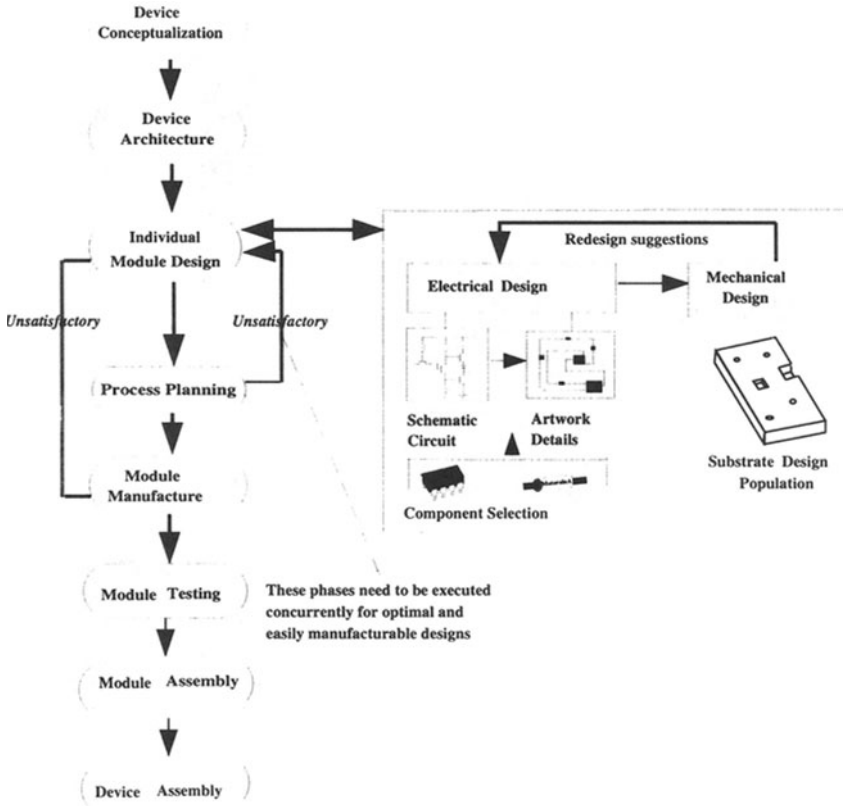 Device
Conceptualization
Device
Architecture
Individual
Module Design
Unsatisfactory
Unsatisfactory
Process Planning
Module
Manufacture
Module Testing
Module Assembly
Device Assembly
These phases need to be executed
concurrently for optimal and
easily manufacturable designs
Redesign suggestions
Electrical Design
Mechanical
Design
Schematic
Circuit
Artwork
Details
Component Selection
Substrate Design
Population